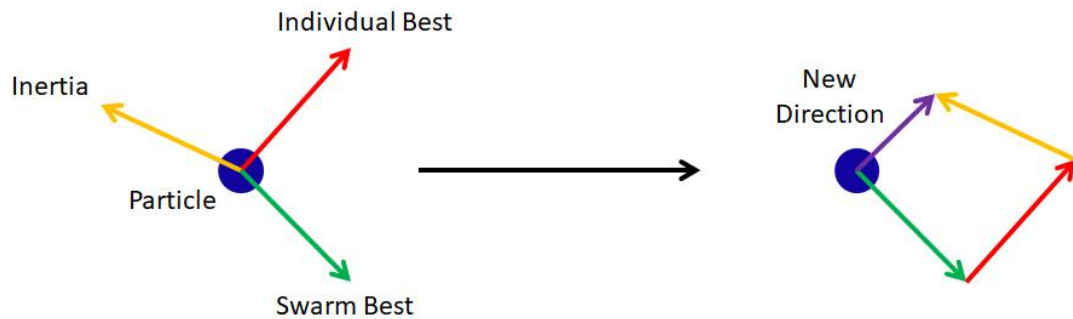 Individual Best
Inertia
Particle
Swarm Best
New
Direction